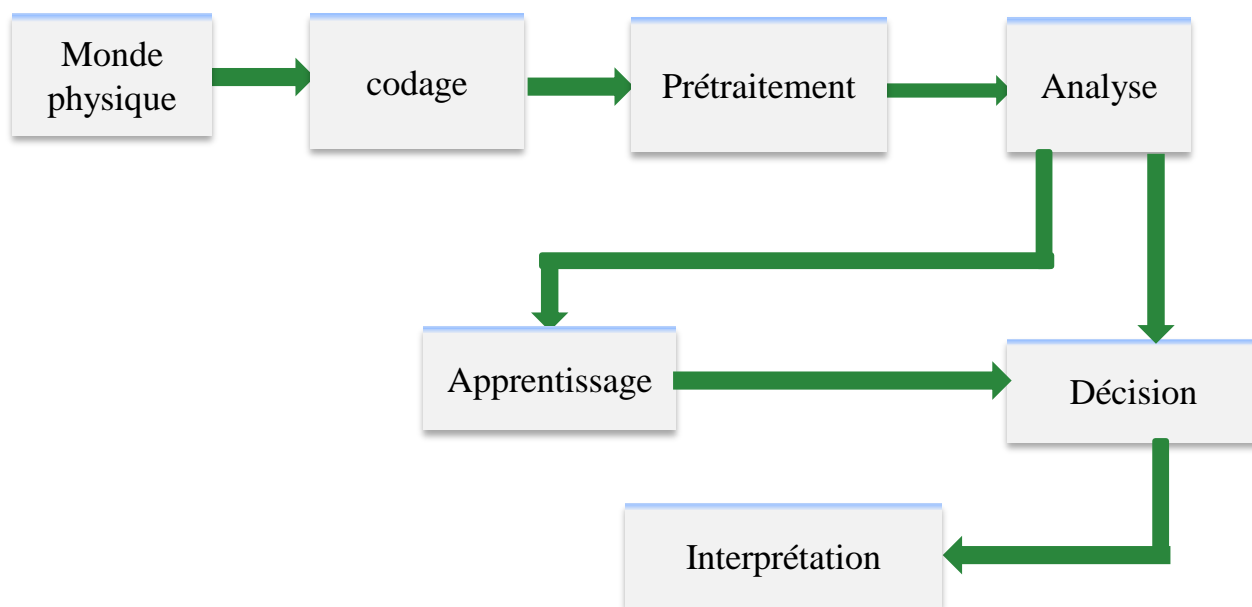 Monde
physique
codage
Prétraitement
Analyse
Apprentissage
Décision
Interprétation